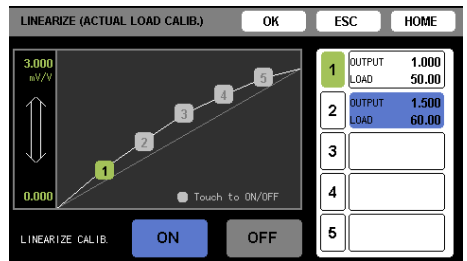 LINEARIZE (ACTUAL LOAD CALIB.) OK ESC HOME
3.000
mV/V
0.000
1
2
3
4
5
Touch to ON/OFF
LINEARIZE CALIB. ON OFF
1 OUTPUT 1.000
LOAD 50.00
2 OUTPUT 1.500
LOAD 60.00
3
4
5